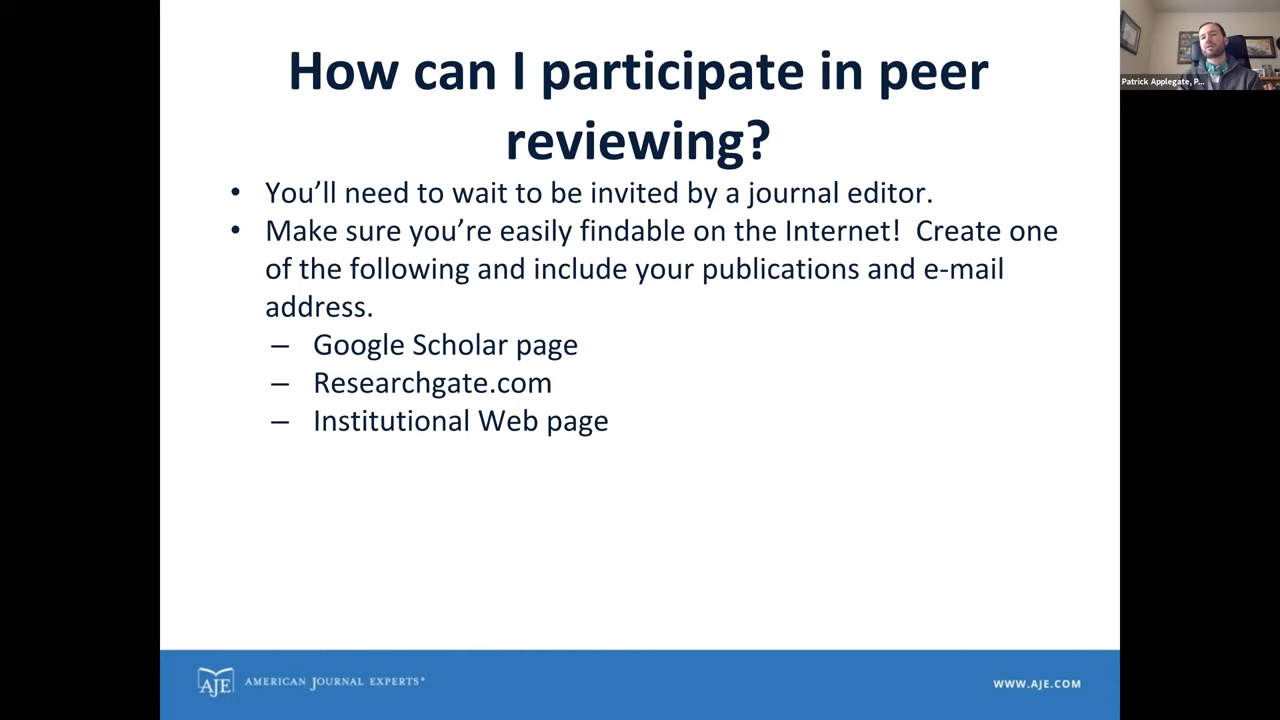 How can I participate in peer
reviewing?
• You’ll need to wait to be invited by a journal editor.
• Make sure you’re easily findable on the Internet!  Create one
of the following and include your publications and e-mail
address.
– Google Scholar page
– Researchgate.com
– Institutional Web page
Patrick Applegate, P...
AJE AMERICAN JOURNAL EXPERTS®
WWW.AJE.COM